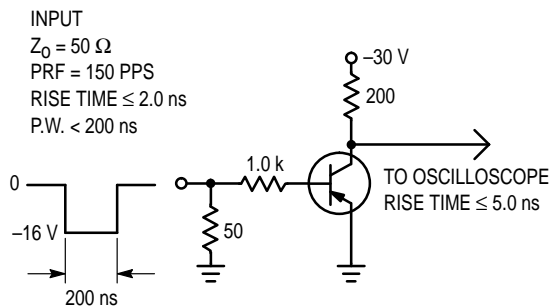 INPUT
Zo = 50 Ω
PRF = 150 PPS
RISE TIME ≤ 2.0 ns
P.W. < 200 ns
–30 V
200
1.0 k
TO OSCILLOSCOPE
RISE TIME ≤ 5.0 ns
0
50
–16 V
200 ns